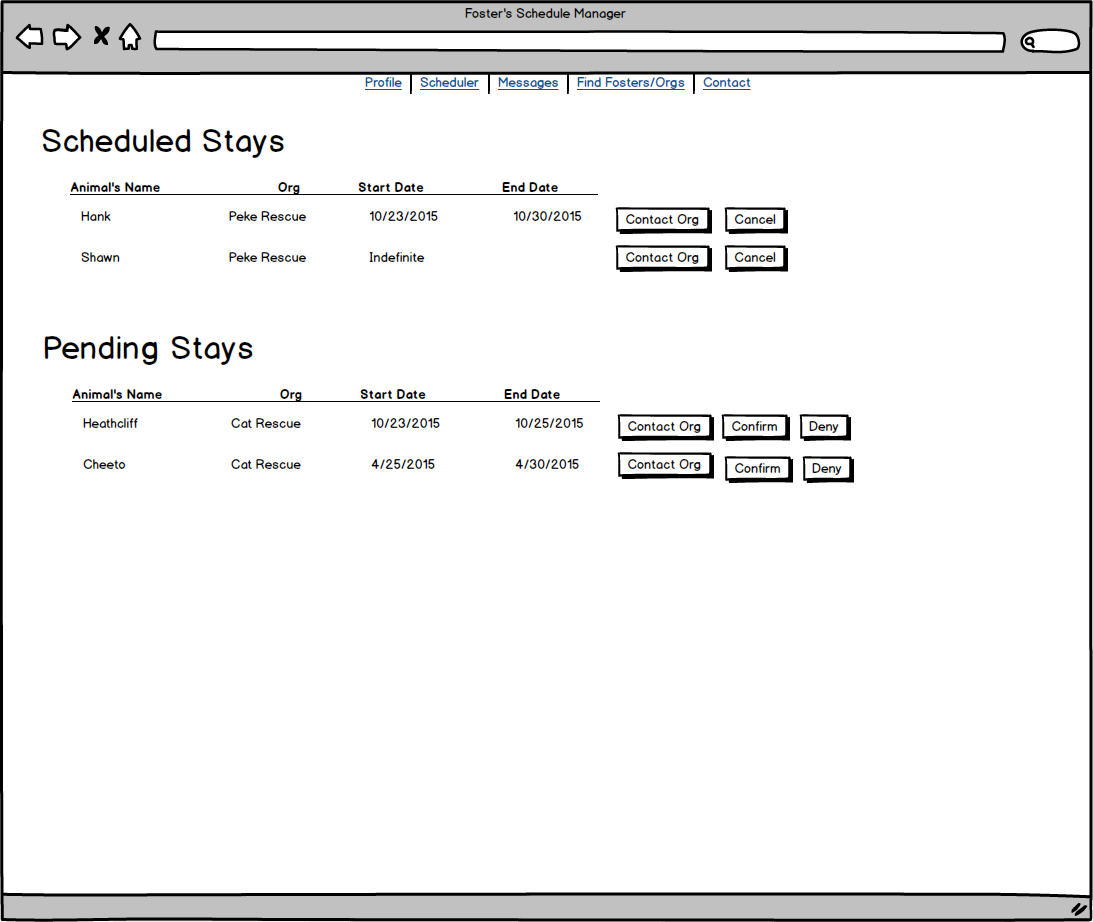 Foster's Schedule Manager
Profile Scheduler Messages Find Fosters/Orgs Contact
Scheduled Stays
Animal's Name Org Start Date End Date
Hank Peke Rescue 10/23/2015 10/30/2015 Contact Org Cancel
Shawn Peke Rescue Indefinite Contact Org Cancel
Pending Stays
Animal's Name Org Start Date End Date
Heathcliff Cat Rescue 10/23/2015 10/25/2015 Contact Org Confirm Deny
Cheeto Cat Rescue 4/25/2015 4/30/2015 Contact Org Confirm Deny